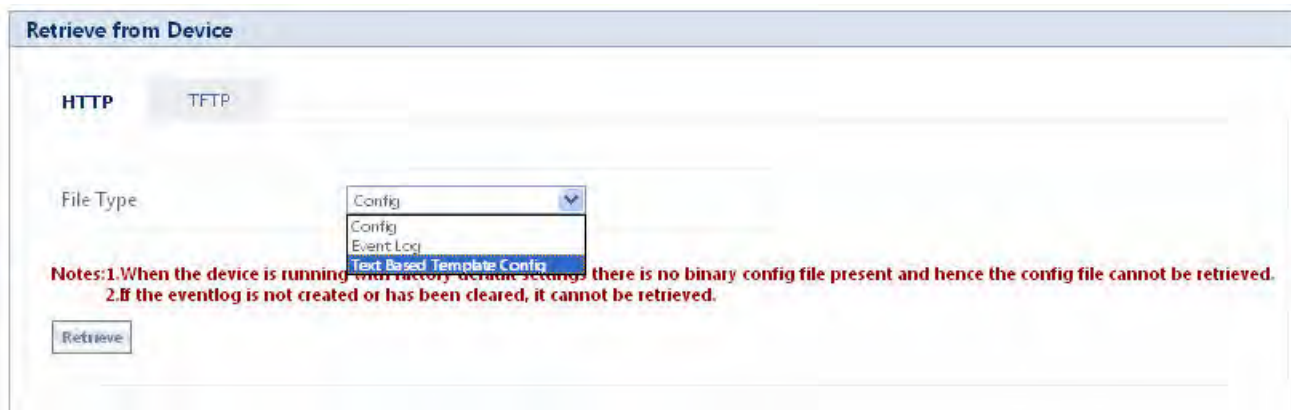 Retrieve from Device
HTTP TFTP
File Type Config
Config
Event Log
Text Based Template Config
Notes:1.When the device is running there is no binary config file present and hence the config file cannot be retrieved.
2.If the eventlog is not created or has been cleared, it cannot be retrieved.
Retrieve